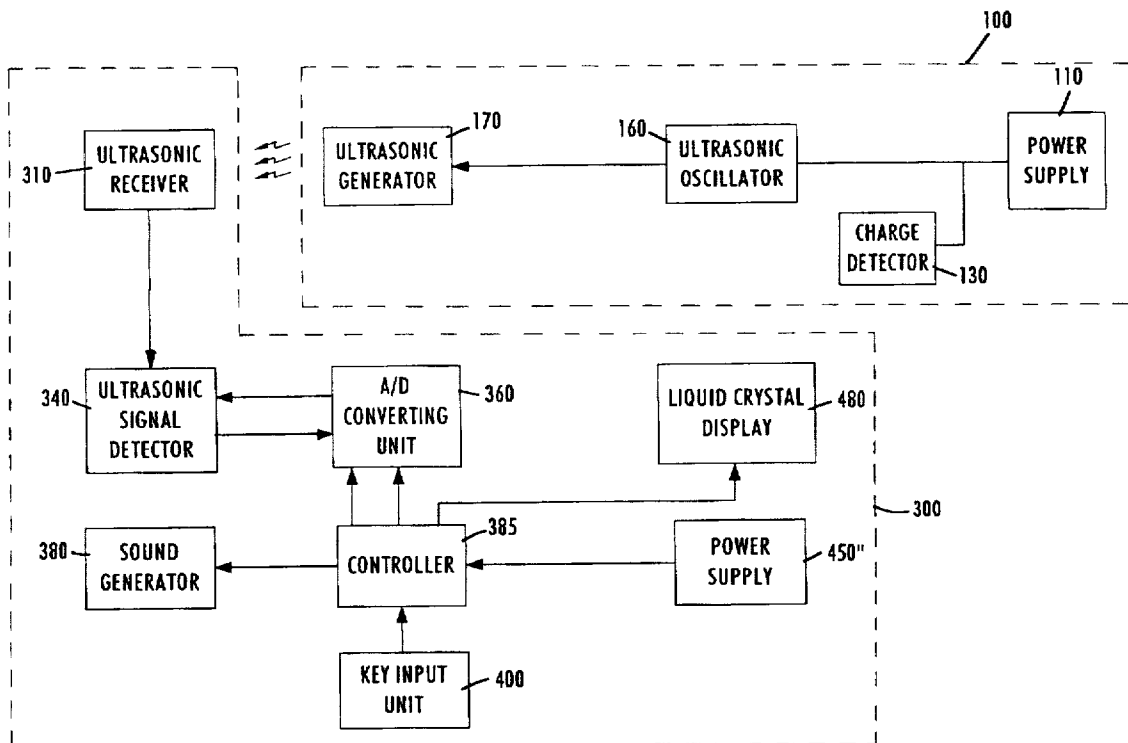 100
110
170
160
310
ULTRASONIC
RECEIVER
ULTRASONIC
GENERATOR
ULTRASONIC
OSCILLATOR
POWER
SUPPLY
CHARGE
DETECTOR
130
340
ULTRASONIC
SIGNAL
DETECTOR
A/D
CONVERTING
UNIT
360
LIQUID CRYSTAL
DISPLAY
480
300
380
SOUND
GENERATOR
385
CONTROLLER
POWER
SUPPLY
450"
KEY INPUT
UNIT
400